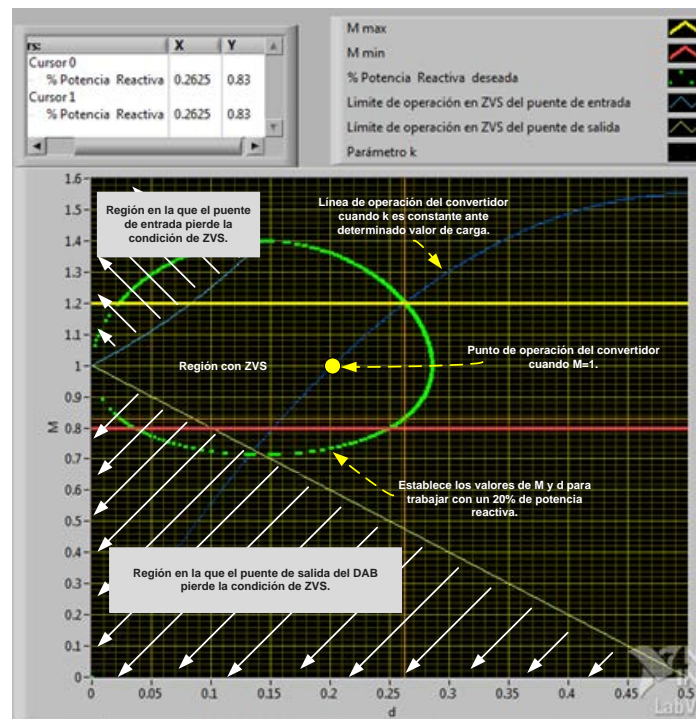 rs: X Y
Cursor 0
% Potencia Reactiva 0.2625 0.83
Cursor 1
% Potencia Reactiva 0.2625 0.83
M max
M min
% Potencia Reactiva deseada
Limite de operación en ZVS del puente de entrada
Límite de operación en ZVS del puente de salida
Parámetro k
1.6
1.5
1.4
1.3
1.2
1.1
1
0.9
0.8
0.7
0.6
0.5
0.4
0.3
0.2
0.1
0
M
Región en la que el puente
de entrada pierde la
condición de ZVS.
Línea de operación del convertidor
cuando k es constante ante
determinado valor de carga.
Región con ZVS
Punto de operación del convertidor
cuando M=1.
Establece los valores de M y d para
trabajar con un 20% de potencia
reactiva.
Región en la que el puente de salida del DAB
pierde la condición de ZVS.
0 0.05 0.1 0.15 0.2 0.25 0.3 0.35 0.4 0.45 0.5
d